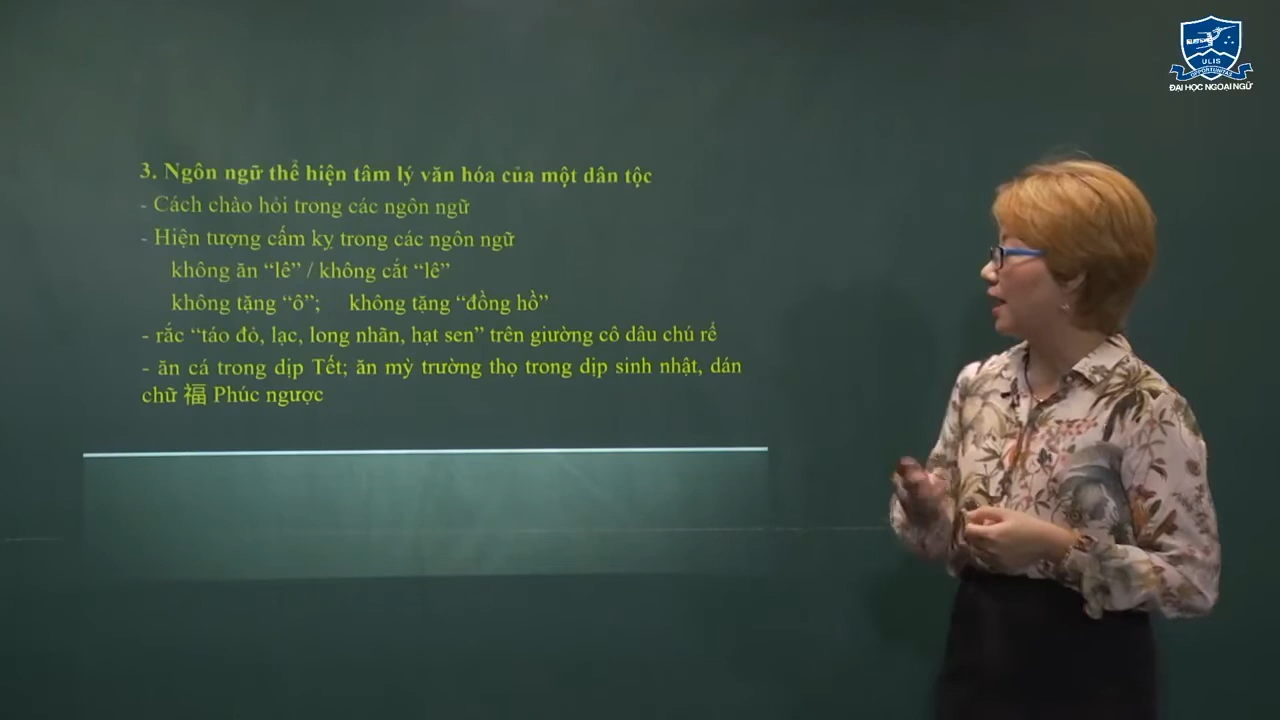 ULIS
ĐẠI HỌC NGOẠI NGỮ
3. Ngôn ngữ thể hiện tâm lý văn hóa của một dân tộc
- Cách chào hỏi trong các ngôn ngữ
- Hiện tượng cấm kỵ trong các ngôn ngữ
không ăn “lê” / không cắt “lê”
không tặng “ô”; không tặng “đồng hồ”
- rắc “táo đỏ, lạc, long nhãn, hạt sen” trên giường cô dâu chú rể
- ăn cá trong dịp Tết; ăn mỳ trường thọ trong dịp sinh nhật, dán
chữ 福 Phúc ngược